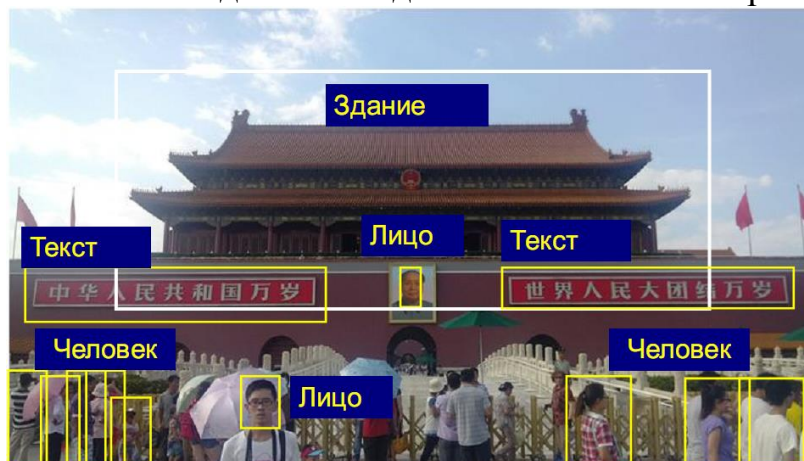 Здание
Текст
Лицо
Текст
中华人民共和国万岁
世界人民大团结万岁
Человек
Человек
Лицо